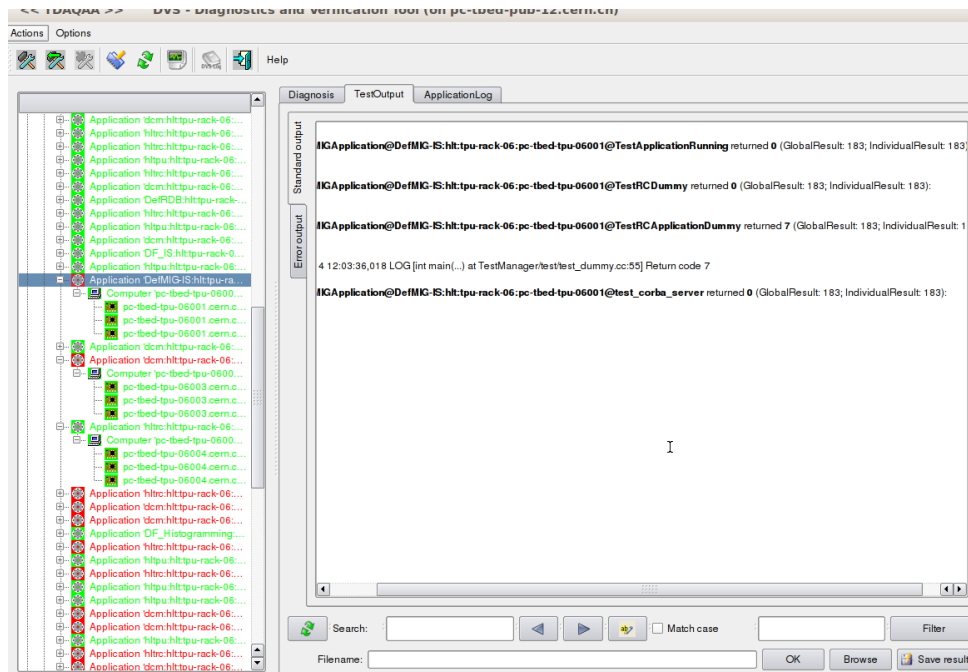 << TDAQAA >> DVS - Diagnostics and Verification Tool (on pc-tbed-pub-12.cern.ch)
Actions Options
Help
Diagnosis TestOutput ApplicationLog
Standard output
Error output
Application 'dcm:hlt:tpu-rack-06:...
Application 'hltrc:hlt:tpu-rack-06:...
Application 'hltrc:hlt:tpu-rack-06:...
Application 'hltpu:hlt:tpu-rack-06:...
Application 'hltrc:hlt:tpu-rack-06:...
Application 'dcm:hlt:tpu-rack-06:...
Application 'DefRDB:hlt:tpu-rack-...
Application 'hltrc:hlt:tpu-rack-06:...
Application 'hltpu:hlt:tpu-rack-06:...
Application 'dcm:hlt:tpu-rack-06:...
Application 'DF_IS:hlt:tpu-rack-0...
Application 'hltpu:hlt:tpu-rack-06:...
Application 'DefMIG-IS:hlt:tpu-ra...
Computer 'pc-tbed-tpu-0600...
pc-tbed-tpu-06001.cern.c...
pc-tbed-tpu-06001.cern.c...
pc-tbed-tpu-06001.cern.c...
Application 'dcm:hlt:tpu-rack-06:...
Application 'dcm:hlt:tpu-rack-06:...
Computer 'pc-tbed-tpu-0600...
pc-tbed-tpu-06003.cern.c...
pc-tbed-tpu-06003.cern.c...
pc-tbed-tpu-06003.cern.c...
Application 'hltrc:hlt:tpu-rack-06:...
Computer 'pc-tbed-tpu-0600...
pc-tbed-tpu-06004.cern.c...
pc-tbed-tpu-06004.cern.c...
pc-tbed-tpu-06004.cern.c...
Application 'hltrc:hlt:tpu-rack-06:...
Application 'dcm:hlt:tpu-rack-06:...
Application 'dcm:hlt:tpu-rack-06:...
Application 'DF_Histogramming:...
Application 'hltrc:hlt:tpu-rack-06:...
Application 'hltpu:hlt:tpu-rack-06:...
Application 'hltrc:hlt:tpu-rack-06:...
Application 'hltpu:hlt:tpu-rack-06:...
Application 'hltpu:hlt:tpu-rack-06:...
Application 'dcm:hlt:tpu-rack-06:...
Application 'dcm:hlt:tpu-rack-06:...
Application 'hltpu:hlt:tpu-rack-06:...
Application 'hltrc:hlt:tpu-rack-06:...
Application 'dcm:hlt:tpu-rack-06:...
MIGApplication@DefMIG-IS:hlt:tpu-rack-06:pc-tbed-tpu-06001@TestApplicationRunning returned 0 (GlobalResult: 183; IndividualResult: 183)
MIGApplication@DefMIG-IS:hlt:tpu-rack-06:pc-tbed-tpu-06001@TestRCDummy returned 0 (GlobalResult: 183; IndividualResult: 183):
MIGApplication@DefMIG-IS:hlt:tpu-rack-06:pc-tbed-tpu-06001@TestRCApplicationDummy returned 7 (GlobalResult: 183; IndividualResult: 1
4 12:03:36,018 LOG [int main(...) at TestManager/test/test_dummy.cc:55] Return code 7
MIGApplication@DefMIG-IS:hlt:tpu-rack-06:pc-tbed-tpu-06001@test_corba_server returned 0 (GlobalResult: 183; IndividualResult: 183):
Search: Match case Filter
Filename: OK Browse Save result